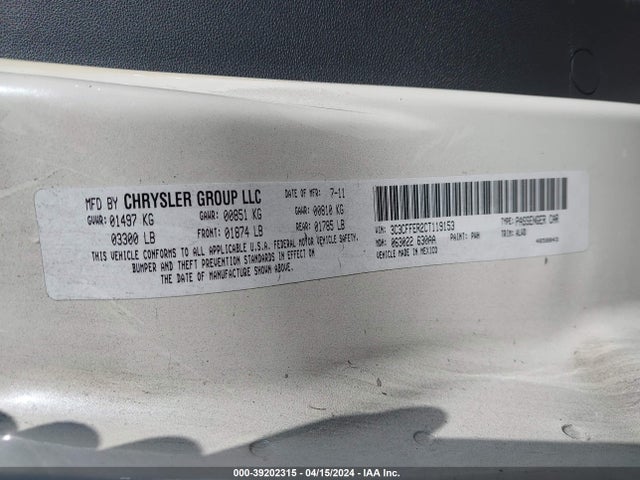 MFD BY CHRYSLER GROUP LLC DATE OF MFR: 7-11
GVWR: 01497 KG GAWR: 00851 KG GAWR: 00810 KG
03300 LB FRONT: 01874 LB REAR: 01785 LB
THIS VEHICLE CONFORMS TO ALL APPLICABLE U.S.A. FEDERAL MOTOR VEHICLE SAFETY,
BUMPER AND THEFT PREVENTION STANDARDS IN EFFECT ON
THE DATE OF MANUFACTURE SHOWN ABOVE.
VIN: 3C3CFFER2CT119153 TYPE: PASSENGER CAR
MDH: 063022 630AA PAINT: PWH TRIM:
VEHICLE MADE IN MEXICO
000-39202315 - 04/15/2024 - IAA Inc.